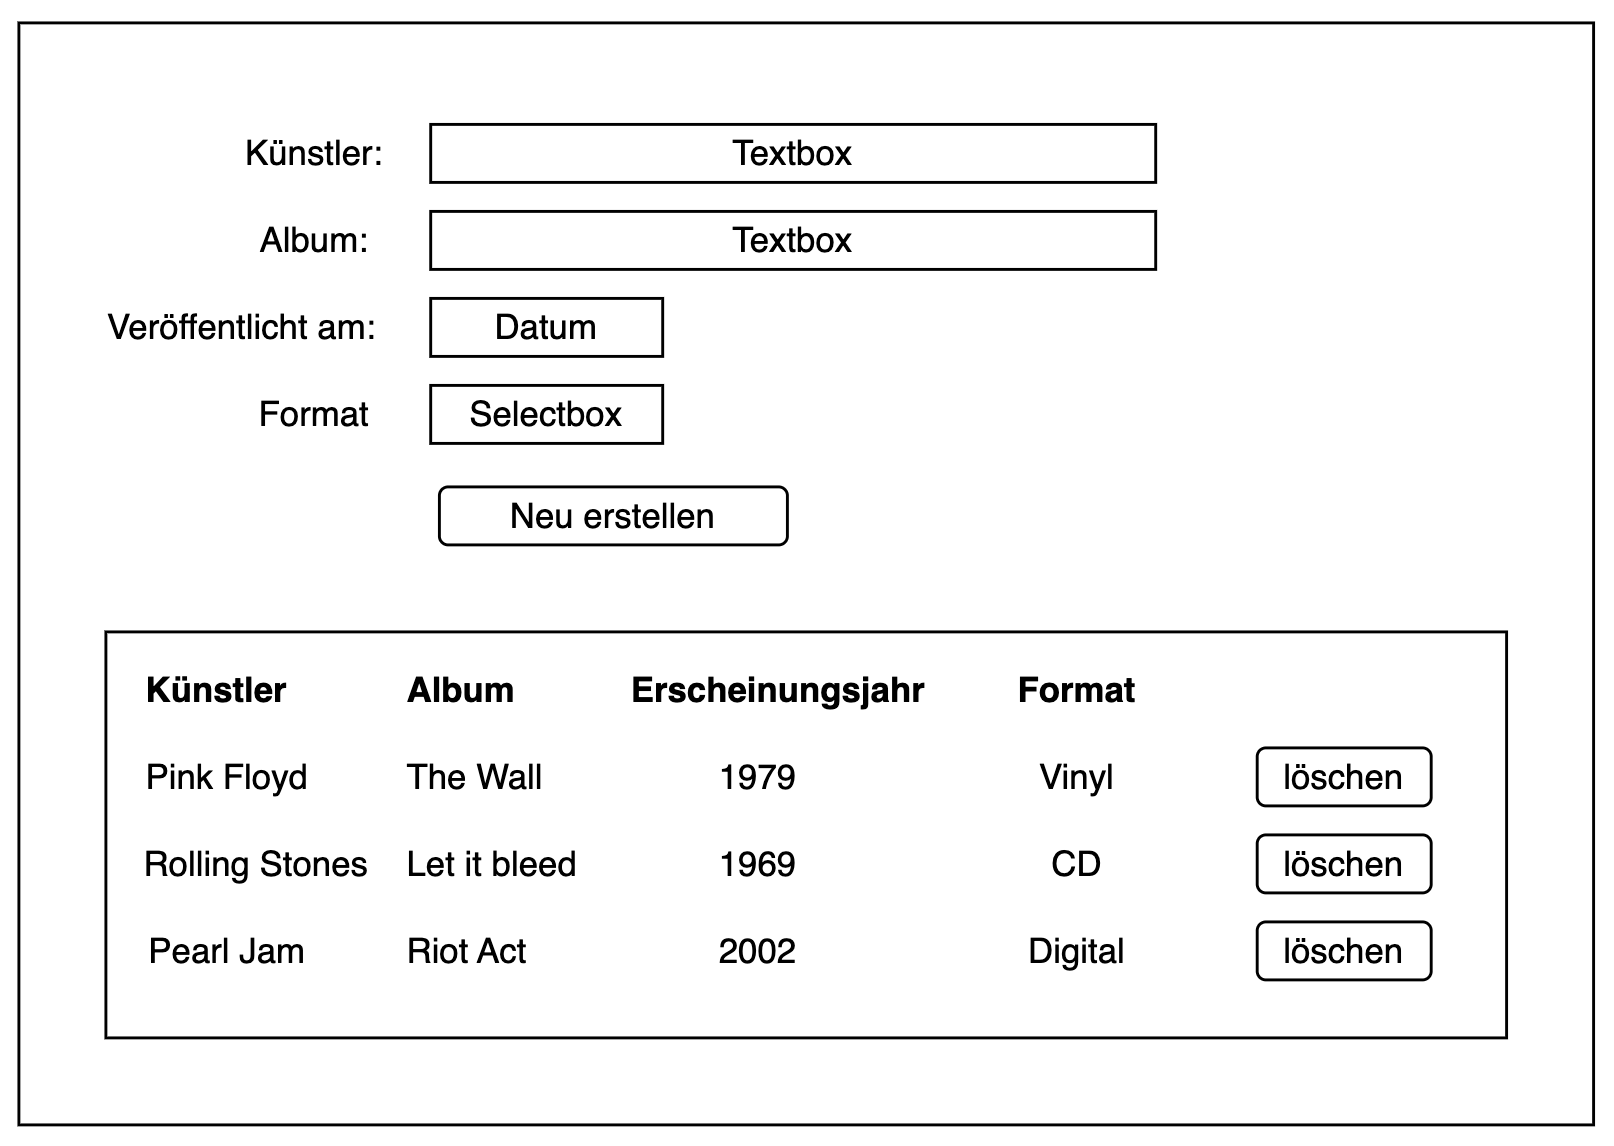 Künstler: Textbox
Album: Textbox
Veröffentlicht am: Datum
Format Selectbox
Neu erstellen
Künstler Album Erscheinungsjahr Format
Pink Floyd The Wall 1979 Vinyl löschen
Rolling Stones Let it bleed 1969 CD löschen
Pearl Jam Riot Act 2002 Digital löschen